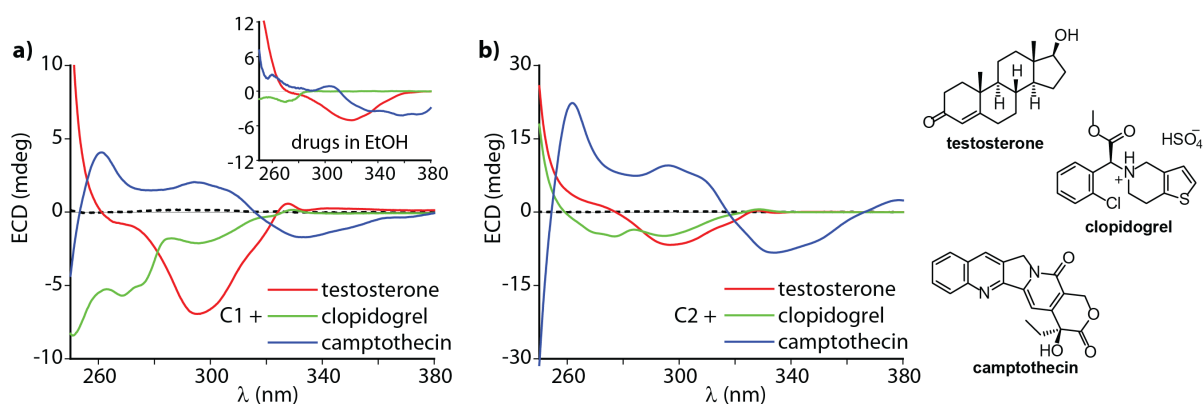 a)
ECD (mdeg)
10
5
0
-5
-10
260
300
340
380
λ (nm)
C1 +
testosterone
clopidogrel
camptothecin
12
6
0
-6
-12
260
300
340
380
drugs in EtOH
b)
ECD (mdeg)
30
15
0
-15
-30
260
300
340
380
λ (nm)
C2 +
testosterone
clopidogrel
camptothecin
OH
H
H
H
O
testosterone
O
O
HSO4−
H
N
+
Cl
S
clopidogrel
O
N
N
O
O
HO
camptothecin